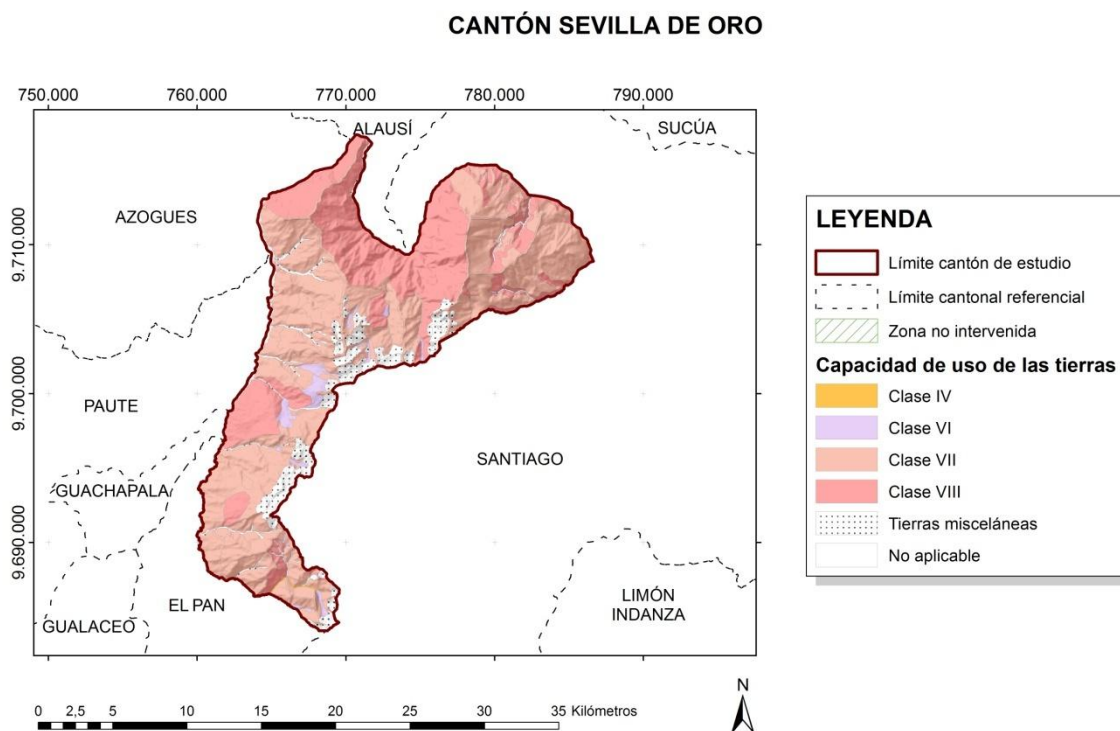 CANTÓN SEVILLA DE ORO
750.000 760.000 770.000 780.000 790.000
9.710.000
9.700.000
9.690.000
ALAUSÍ
SUCÚA
AZOGUES
PAUTE
SANTIAGO
GUACHAPALA
EL PAN
GUALACEO
LIMÓN
INDANZA
LEYENDA
Límite cantón de estudio
Límite cantonal referencial
Zona no intervenida
Capacidad de uso de las tierras
Clase IV
Clase VI
Clase VII
Clase VIII
Tierras misceláneas
No aplicable
0 2,5 5 10 15 20 25 30 35 Kilómetros
N